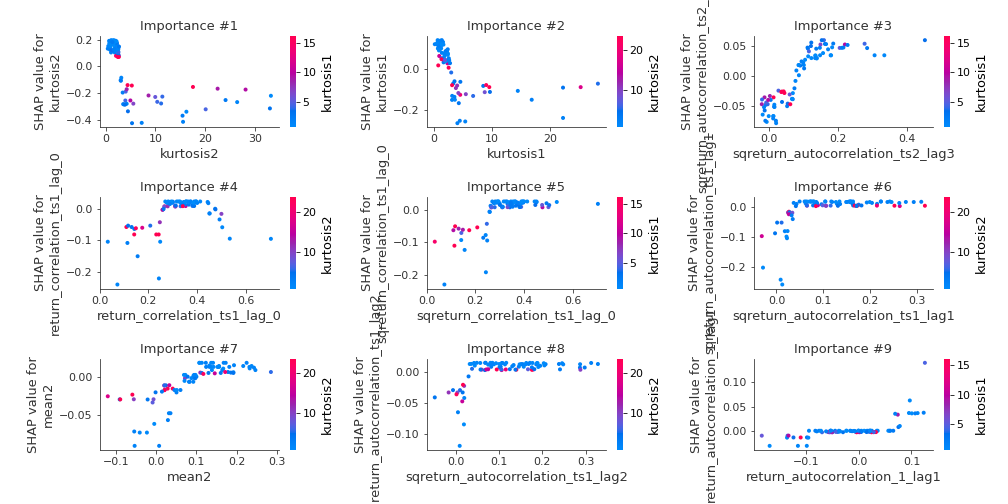 Importance #1
SHAP value for
kurtosis2
0.2
0.0
−0.2
−0.4
0
10
20
30
kurtosis2
15
10
5
kurtosis1
Importance #2
SHAP value for
kurtosis1
0.0
−0.2
0
10
20
kurtosis1
20
10
kurtosis2
Importance #3
SHAP value for
0.05
0.00
−0.05
0.0
0.2
0.4
sqreturn_autocorrelation_ts2_lag3
15
10
5
kurtosis1
Importance #4
SHAP value for
return_correlation_ts1_lag_0
0.0
−0.1
−0.2
0.0
0.2
0.4
0.6
return_correlation_ts1_lag_0
20
10
kurtosis2
Importance #5
SHAP value for
sqreturn_correlation_ts1_lag_0
0.0
−0.1
−0.2
0.0
0.2
0.4
0.6
sqreturn_correlation_ts1_lag_0
15
10
5
kurtosis1
Importance #6
SHAP value for
0.0
−0.1
−0.2
0.0
0.1
0.2
0.3
sqreturn_autocorrelation_ts1_lag1
20
10
kurtosis2
Importance #7
SHAP value for
mean2
0.00
−0.05
−0.1
0.0
0.1
0.2
0.3
mean2
20
10
kurtosis2
Importance #8
SHAP value for
sqreturn_autocorrelation_ts1_lag2
0.00
−0.05
−0.10
0.0
0.1
0.2
0.3
sqreturn_autocorrelation_ts1_lag2
20
10
kurtosis2
Importance #9
SHAP value for
0.10
0.05
0.00
−0.1
0.0
0.1
return_autocorrelation_1_lag1
15
10
5
kurtosis1